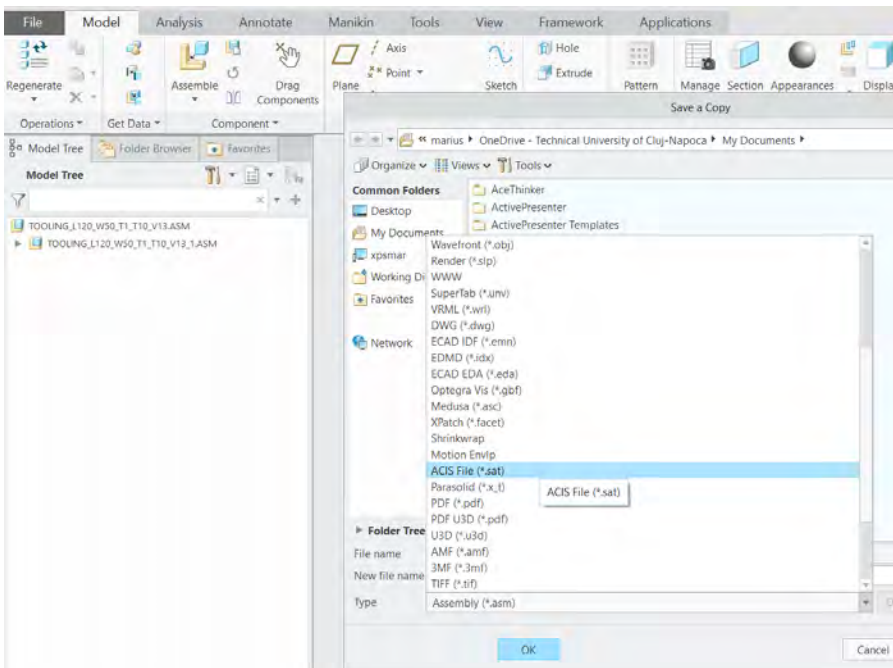 File Model Analysis Annotate Manikin Tools View Framework Applications
Regenerate
Assemble
Drag
Components
Plane
Axis
Point
Sketch
Hole
Extrude
Pattern
Manage Section Appearances
Operations Get Data Component
Model Tree Folder Browser Favorites
Model Tree
TOOLING_L120_W50_T1_T10_V13.ASM
TOOLING_L120_W50_T1_T10_V13_1.ASM
Save a Copy
« marius OneDrive - Technical University of Cluj-Napoca My Documents
Organize Views Tools
Common Folders
Desktop
My Documents
xpsmar
Favorites
Network
Folder Tree
AceThinker
ActivePresenter
ActivePresenter Templates
Wavefront (*.obj)
Render (*.slp)
WWW
SuperTab (*.unv)
VRML (*.wrl)
DWG (*.dwg)
ECAD IDF (*.emn)
EDMD (*.idx)
ECAD EDA (*.eda)
Optegra Vis (*.gbf)
Medusa (*.asc)
XPatch (*.facet)
Shrinkwrap
Motion Envlp
ACIS File (*.sat)
Parasolid (*.x_t)
ACIS File (*.sat)
PDF (*.pdf)
PDF U3D (*.pdf)
U3D (*.u3d)
AMF (*.amf)
3MF (*.3mf)
TIFF (*.tif)
File name
New file name
Type Assembly (*.asm)
OK Cancel